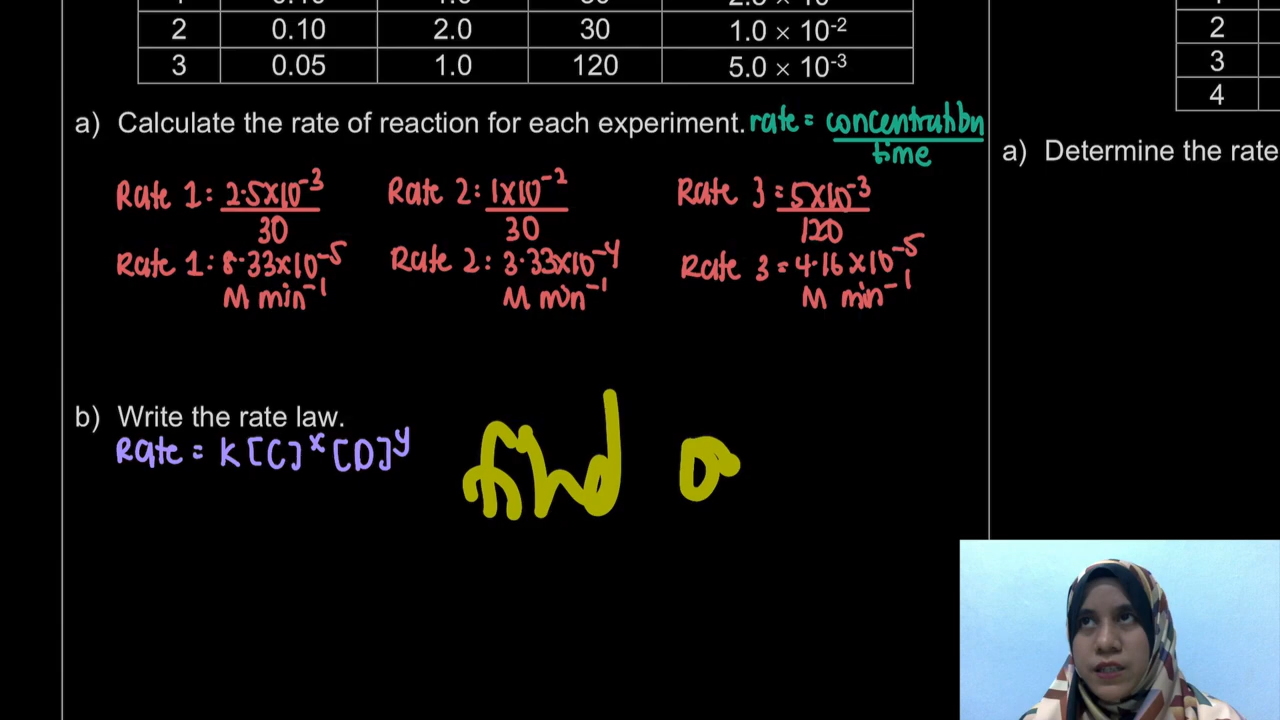 2 0.10 2.0 30 1.0 × 10-2
3 0.05 1.0 120 5.0 × 10-3
a) Calculate the rate of reaction for each experiment. rate = concentration
time
Rate 1: 2.5x10-3
30
Rate 1: 8.33x10-5
M min-1
Rate 2: 1x10-2
30
Rate 2: 3.33x10-4
M min-1
Rate 3 = 5x10-3
120
Rate 3 = 4.16x10-5
M min-1
b) Write the rate law.
Rate = K[C]x[D]y
find
2
3
4
a) Determine the rate